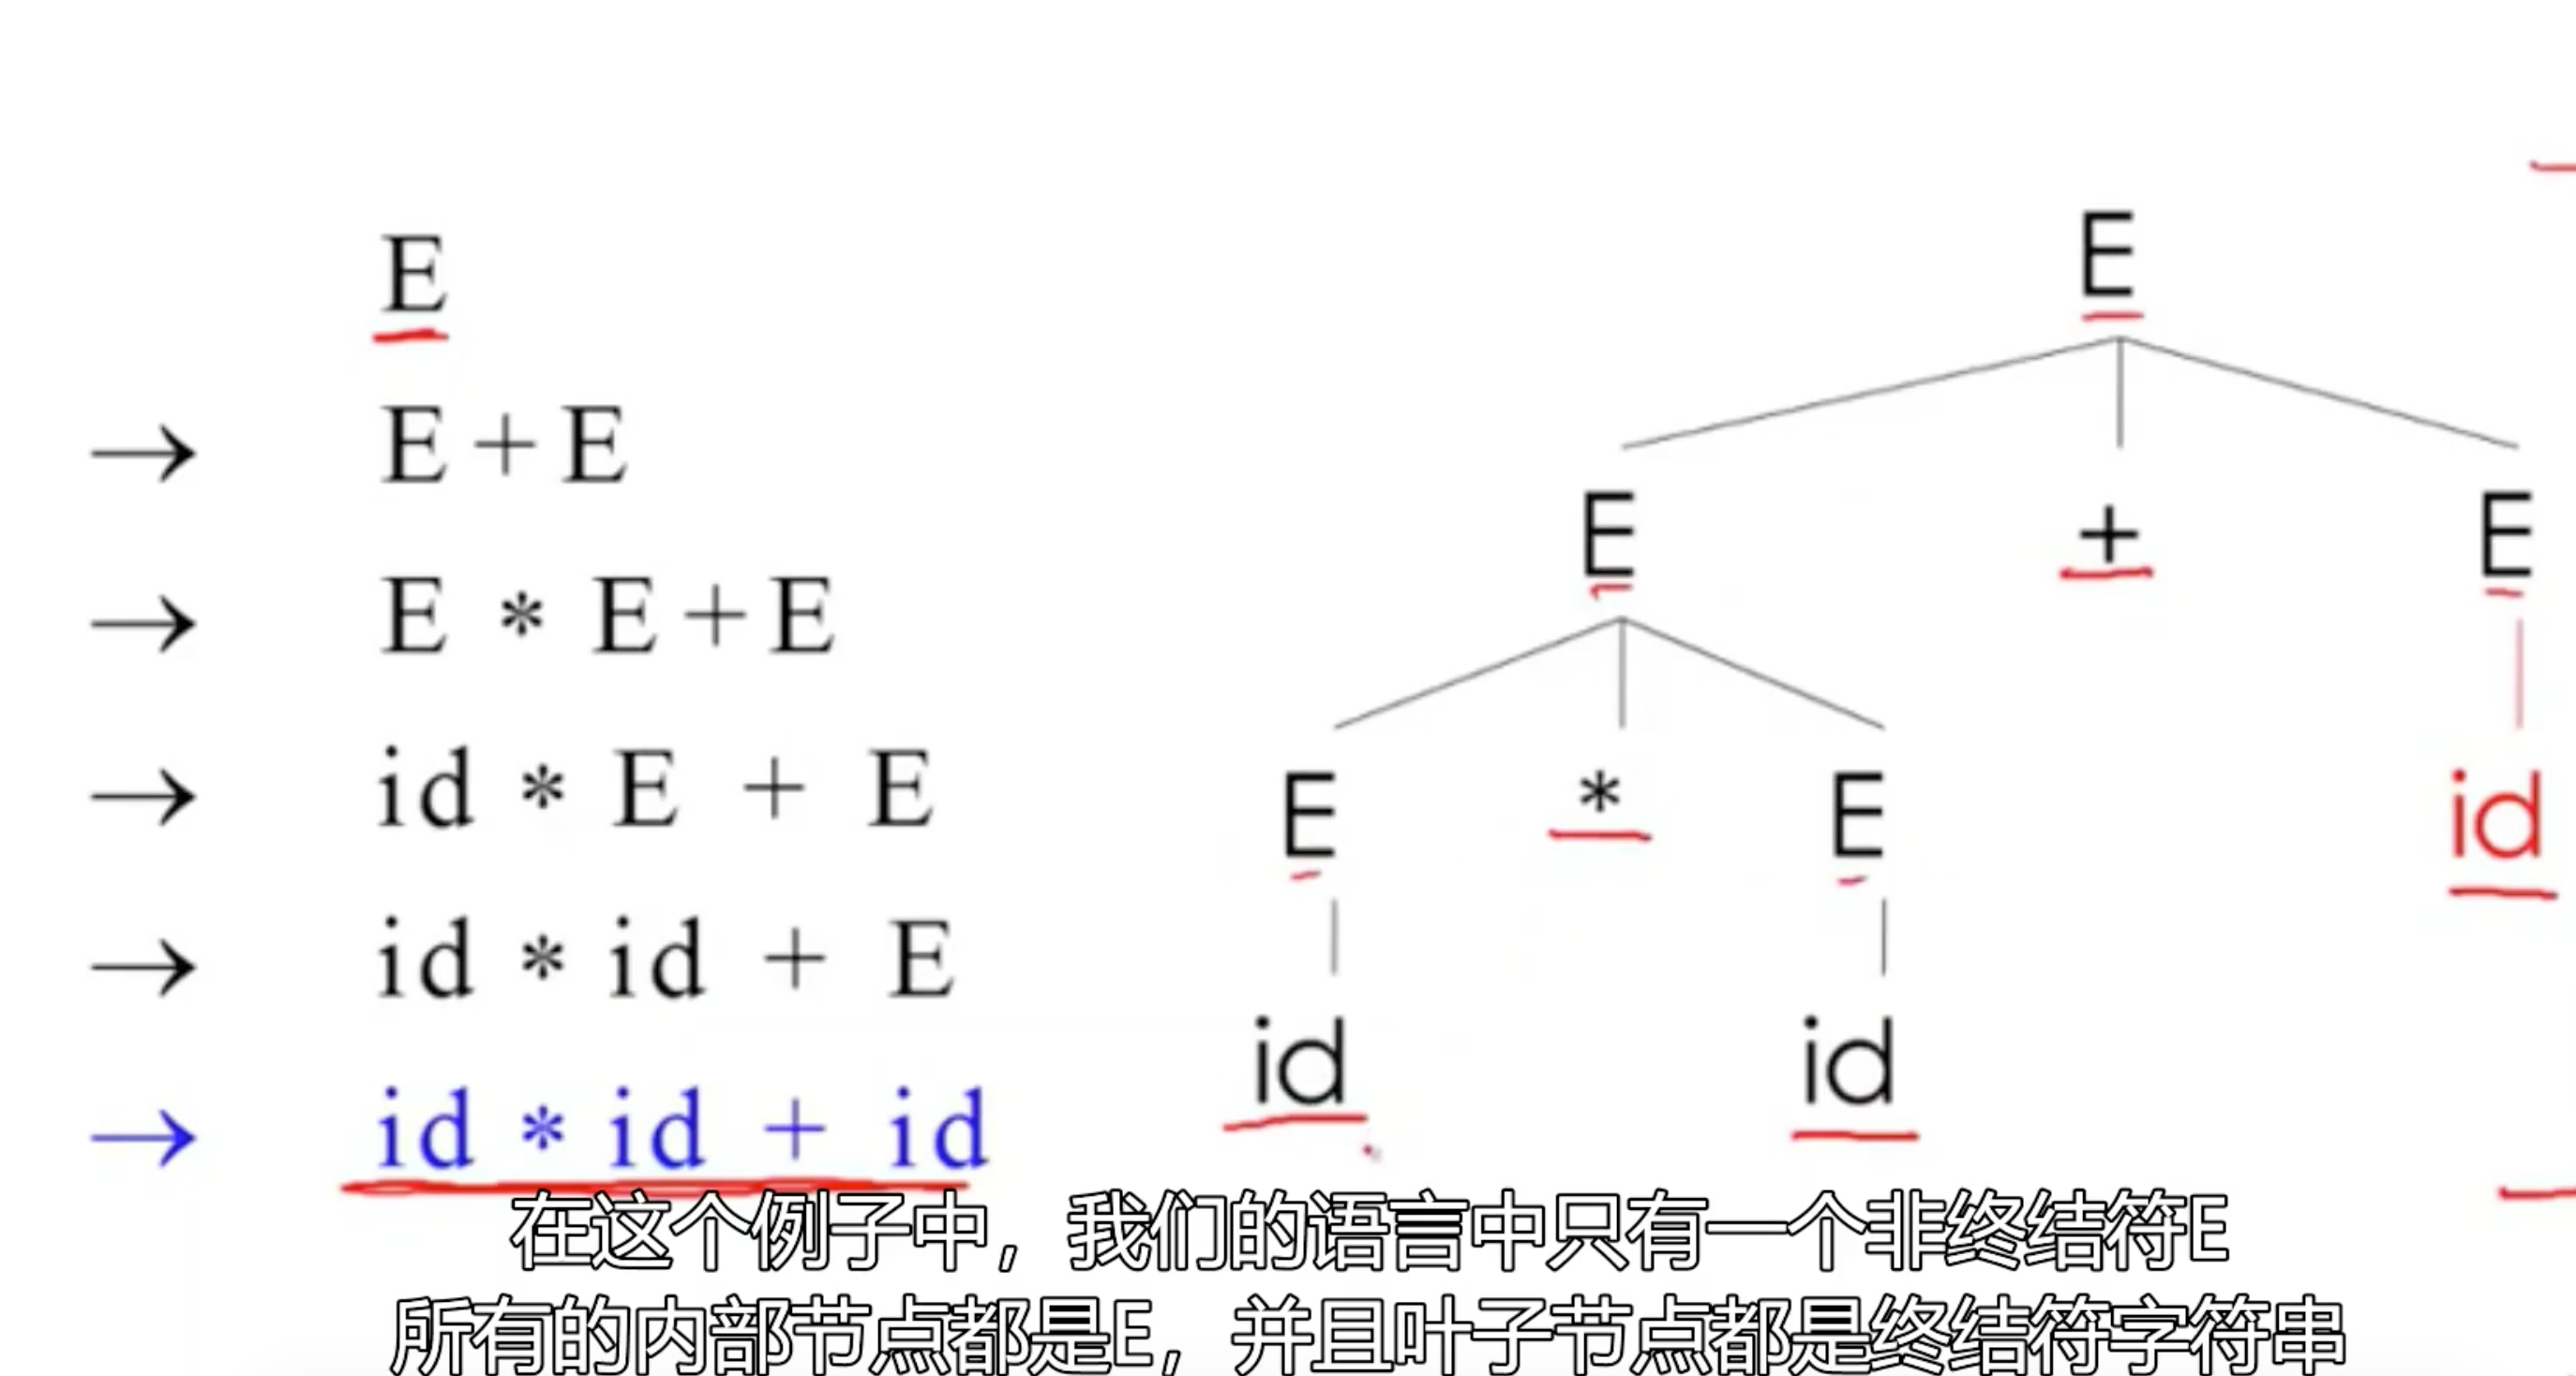 E
→ E + E
→ E * E + E
→ id * E + E
→ id * id + E
→ id * id + id
E
E + E
E * E id
id id
在这个例子中，我们的语言中只有一个非终结符E
所有的内部节点都是E，并且叶子节点都是终结符字符串